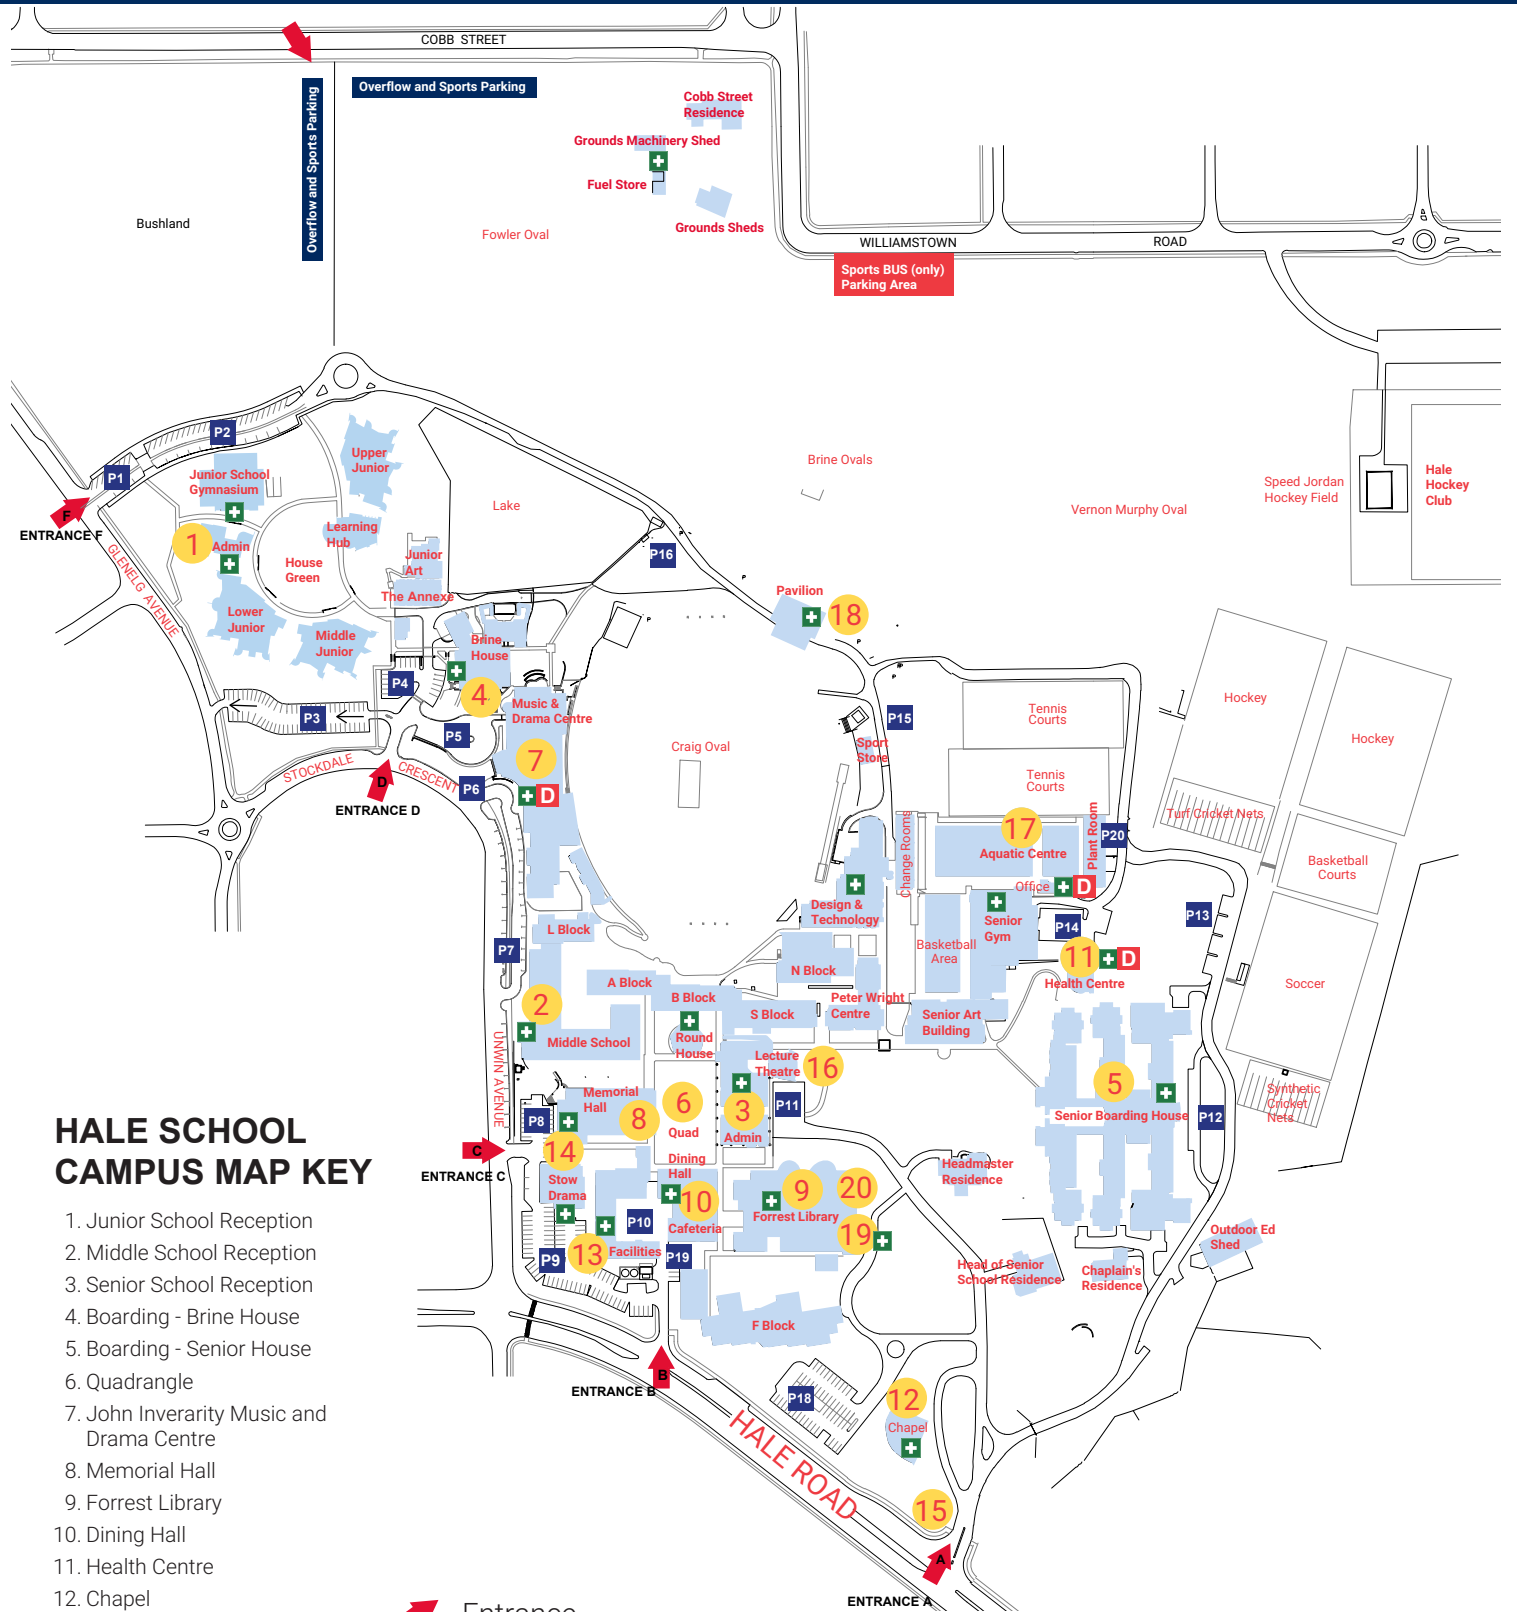 COBB STREET
Overflow and Sports Parking
Overflow and Sports Parking
Cobb Street
Residence
Grounds Machinery Shed
Fuel Store
Grounds Sheds
Bushland
Fowler Oval
WILLIAMSTOWN
ROAD
Sports BUS (only)
Parking Area
P2
P1
Junior School
Gymnasium
Upper
Junior
F
ENTRANCE F
1
Admin
Learning
Hub
House
Green
Junior
Art
The Annexe
Lake
Lower
Junior
Middle
Junior
GLENELG AVENUE
P16
Brine Ovals
Vernon Murphy Oval
Speed Jordan
Hockey Field
Hale
Hockey
Club
Pavilion
18
Brine
House
P4
4
Music &
Drama Centre
P3
P5
7
D
P6
STOCKDALE
CRESCENT
D
ENTRANCE D
Craig Oval
P15
Sport
Store
Tennis
Courts
Tennis
Courts
Hockey
Hockey
Turf Cricket Nets
Basketball
Courts
17
Aquatic Centre
Plant Room
P20
Change Rooms
Office
D
Design &
Technology
Senior
Gym
P14
P13
L Block
P7
Basketball
Area
11
D
Health Centre
N Block
A Block
B Block
Peter Wright
Centre
S Block
Senior Art
Building
Soccer
2
Middle School
Round
House
UNWIN AVENUE
Lecture
Theatre
16
5
Senior Boarding House
Synthetic
Cricket
Nets
P12
Memorial
Hall
P8
8
6
Quad
3
Admin
P11
C
ENTRANCE C
14
Stow
Drama
Dining
Hall
10
Cafeteria
9
20
Forrest Library
19
Headmaster
Residence
P10
13
Facilities
P9
P19
Head of Senior
School Residence
Chaplain's
Residence
Outdoor Ed
Shed
F Block
B
ENTRANCE B
P18
12
Chapel
HALE ROAD
15
A
ENTRANCE A
HALE SCHOOL
CAMPUS MAP KEY
1. Junior School Reception
2. Middle School Reception
3. Senior School Reception
4. Boarding - Brine House
5. Boarding - Senior House
6. Quadrangle
7. John Inverarity Music and
Drama Centre
8. Memorial Hall
9. Forrest Library
10. Dining Hall
11. Health Centre
12. Chapel
Entrance